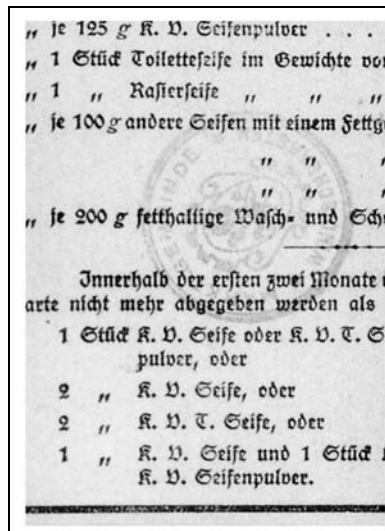 „ je 125 g K. V. Seifenpulver . . .
„ 1 Stück Toiletteseife im Gewichte vo
„ 1 „ Rasierseife „ „ „
„ je 100 g andere Seifen mit einem Fettg
„ „ „
„ „ „
„ je 200 g fetthaltige Wasch- und Sch
Innerhalb der ersten zwei Monate
arte nicht mehr abgegeben werden als
1 Stück K. V. Seife oder K. V. T. S
pulver, oder
2 „ K. V. Seife, oder
2 „ K. V. T. Seife, oder
1 „ K. V. Seife und 1 Stück
K. V. Seifenpulver.